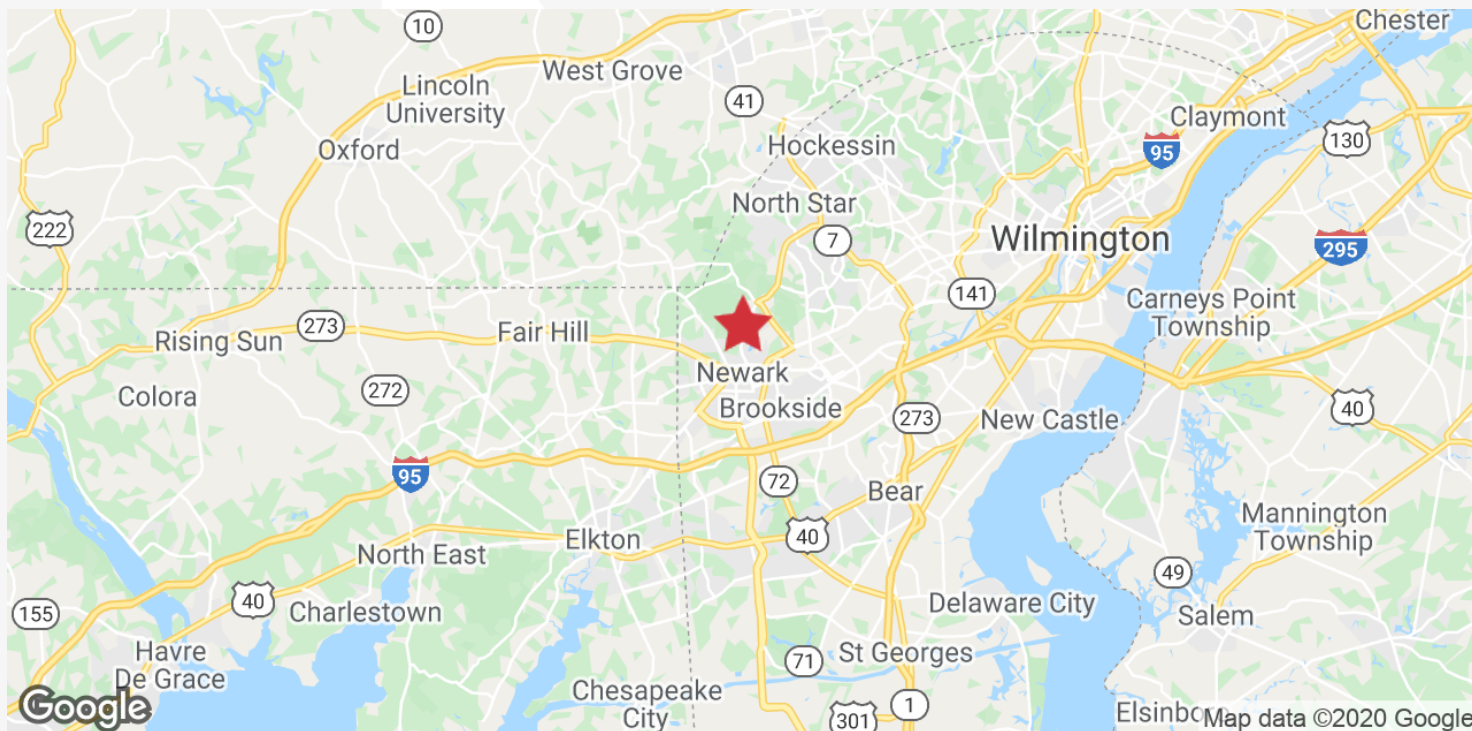 10
Chester
West Grove
Lincoln
University
41
Claymont
130
Hockessin
95
Oxford
North Star
222
7
Wilmington
295
141
Carneys Point
Township
273
Rising Sun
Fair Hill
Newark
272
Colora
Brookside
40
273
New Castle
95
72
Bear
Mannington
Township
40
Elkton
North East
49
40
Charlestown
Delaware City
155
Salem
Havre
De Grace
71
St Georges
Chesapeake
City
1
301
Google
Map data ©2020 Google